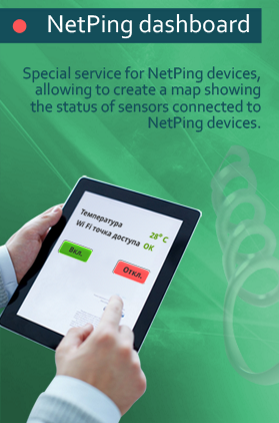 NetPing dashboard
Special service for NetPing devices,
allowing to create a map showing
the status of sensors connected to
NetPing devices.
Температура 28° C
Wi Fi точка доступа OK
Вкл.
Откл.